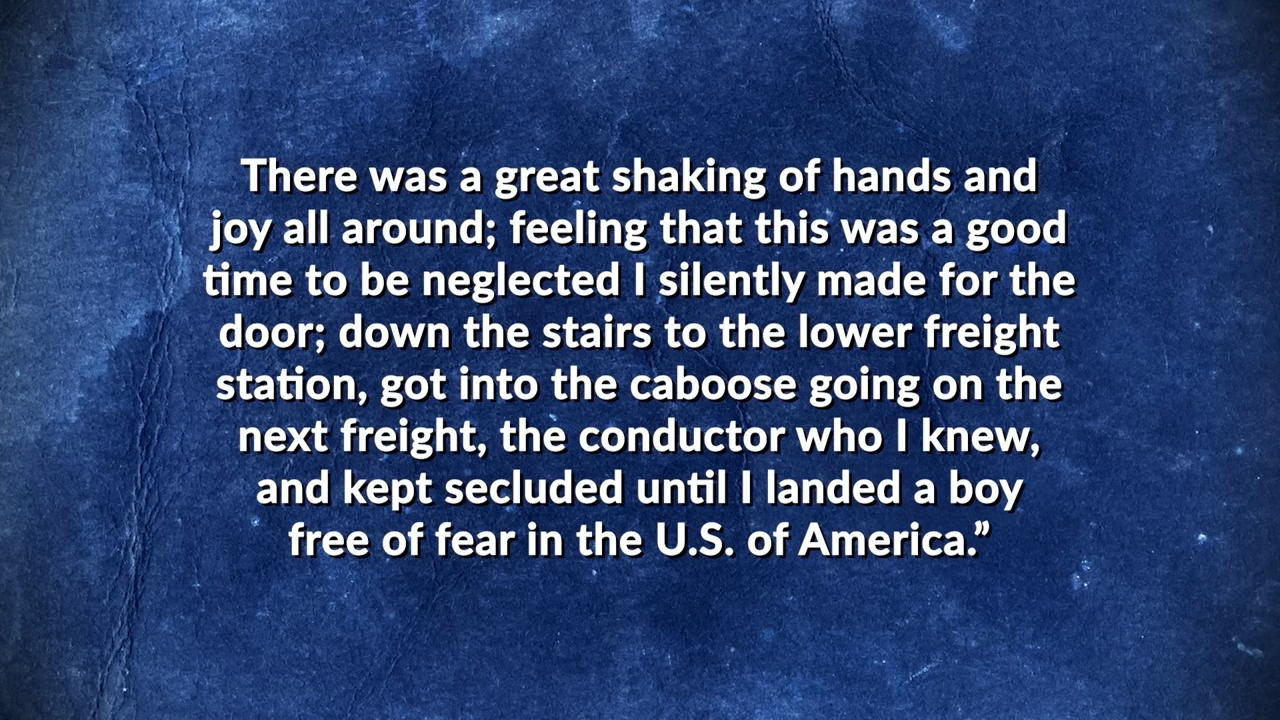 There was a great shaking of hands and
joy all around; feeling that this was a good
time to be neglected I silently made for the
door; down the stairs to the lower freight
station, got into the caboose going on the
next freight, the conductor who I knew,
and kept secluded until I landed a boy
free of fear in the U.S. of America.”